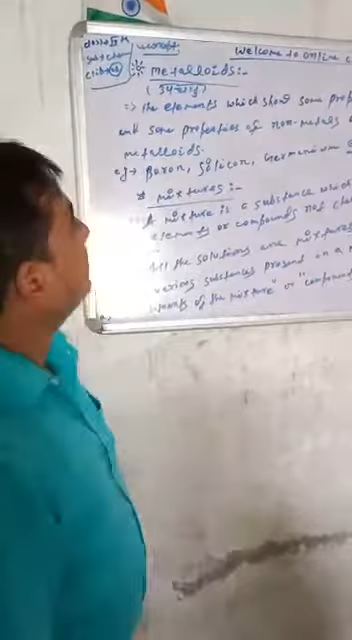 welcome to online c
metalloids:-
(उपधातु)
⇒ the elements which show some prop
and some properties of non-metals
metalloids.
eg→ Boron, Silicon, Germanium
* mixtures :-
A mixture is a substance which
elements or compounds not che
All the solutions are mixtures
various substances present in a m
of the mixture" or "compon